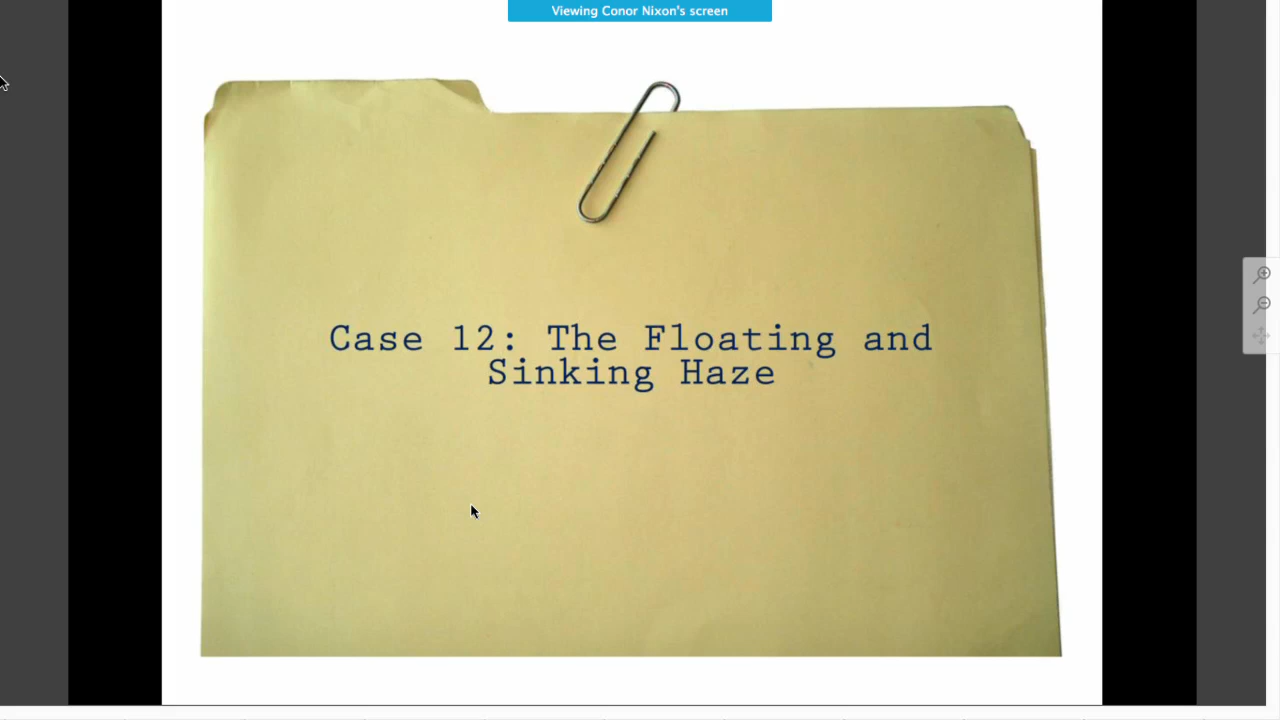 Viewing Conor Nixon's screen
Case 12: The Floating and
Sinking Haze